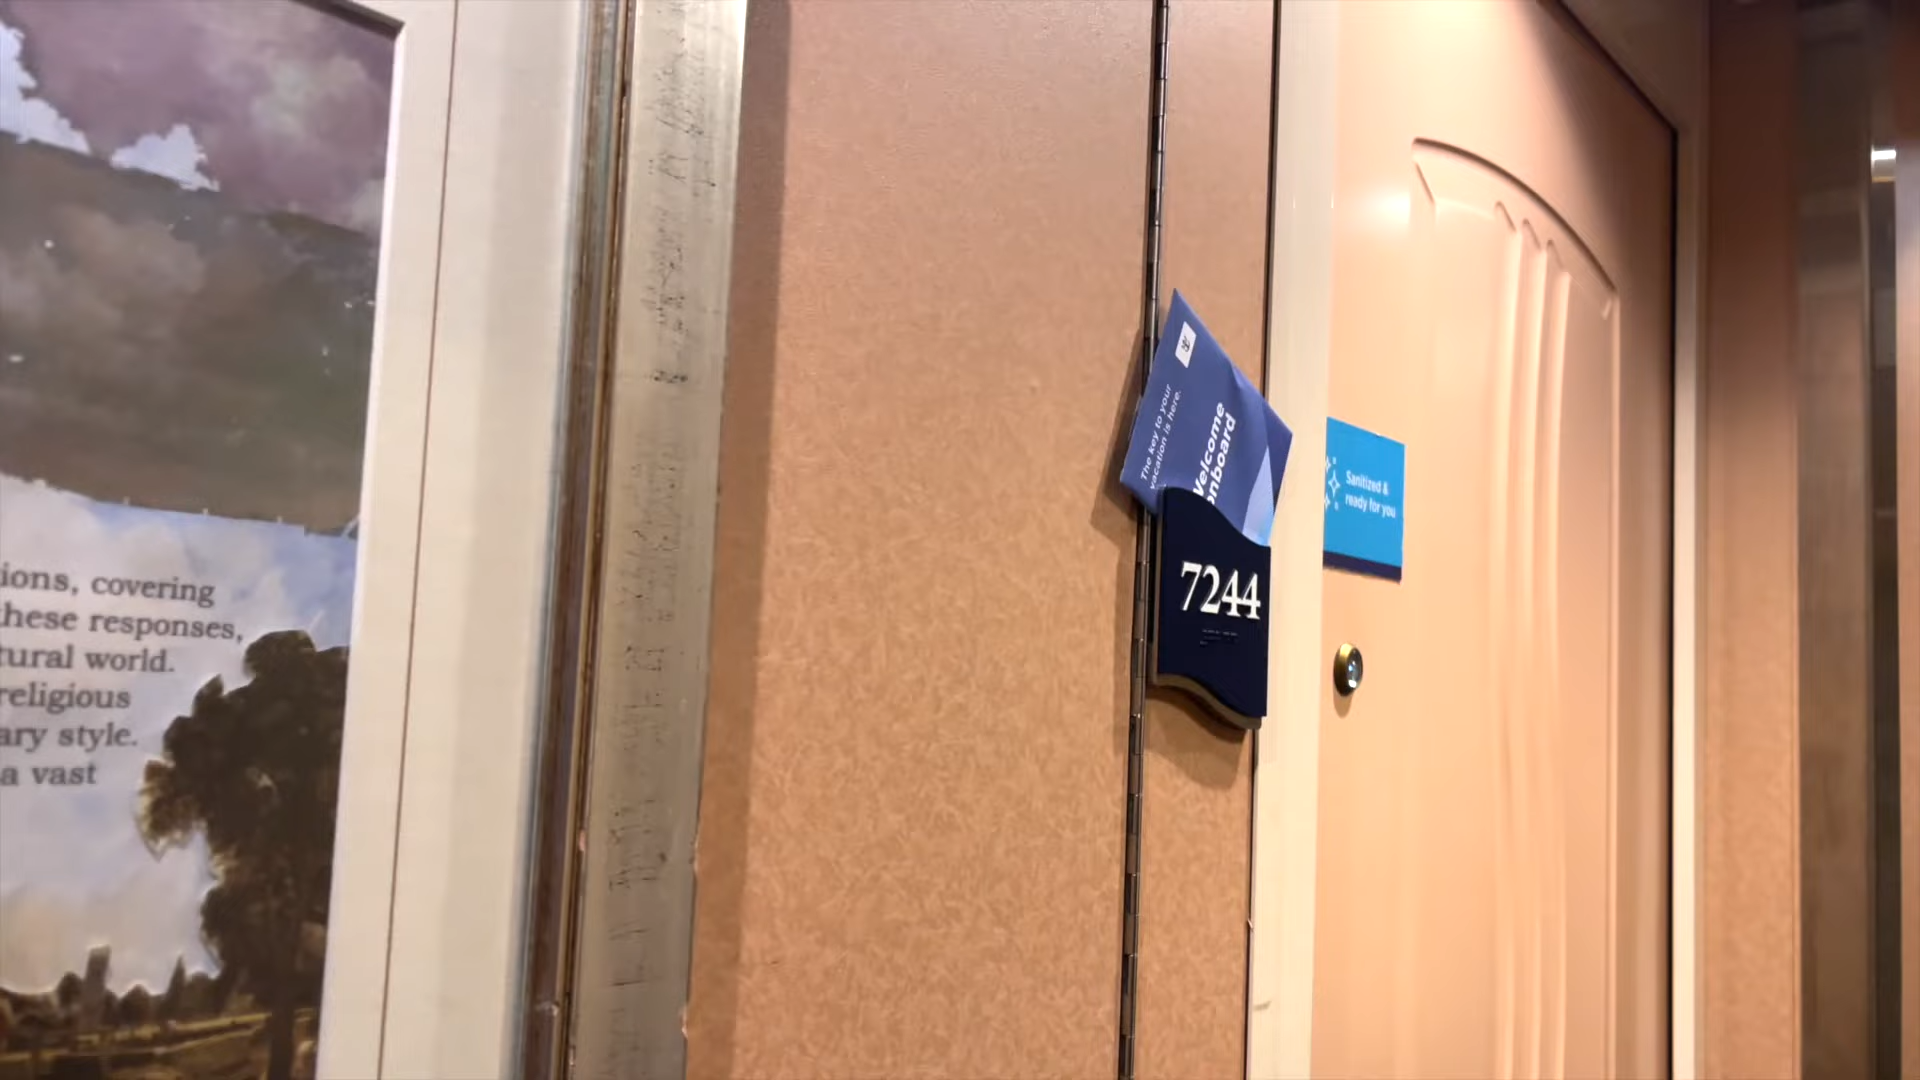 ions, covering
these responses,
tural world.
religious
ary style.
a vast
The key to your
vacation is here.
Welcome
onboard
7244
Sanitized &
ready for you